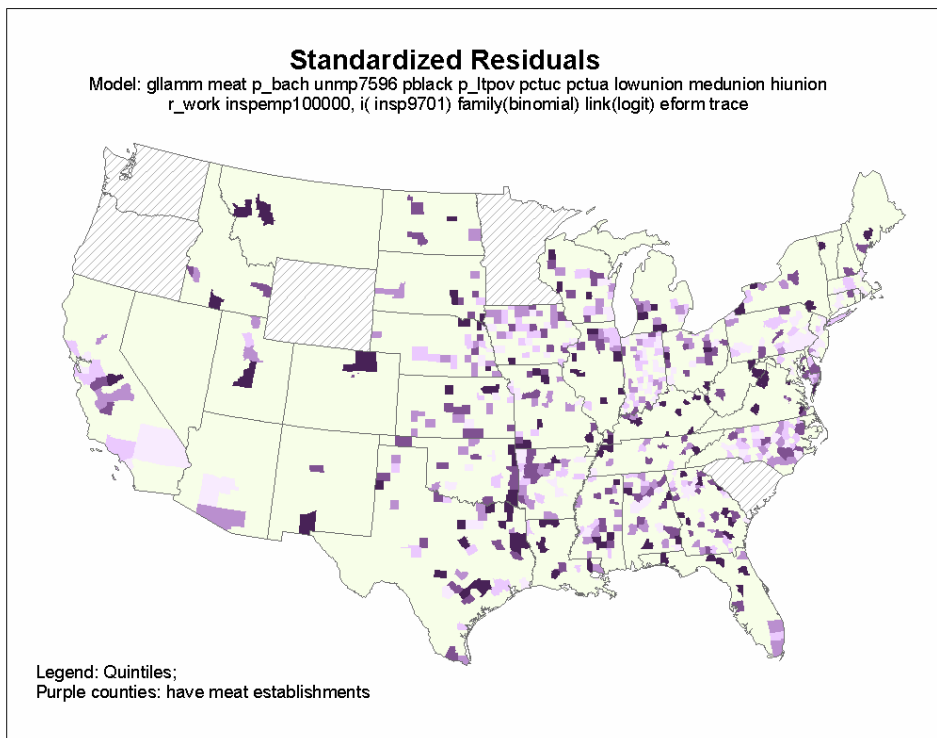 Standardized Residuals
Model: gllamm meat p_bach unmp7596 pblack p_ltpov pctuc pctua lowunion medunion hiunion
r_work inspemp100000, i( insp9701) family(binomial) link(logit) eform trace
Legend: Quintiles;
Purple counties: have meat establishments